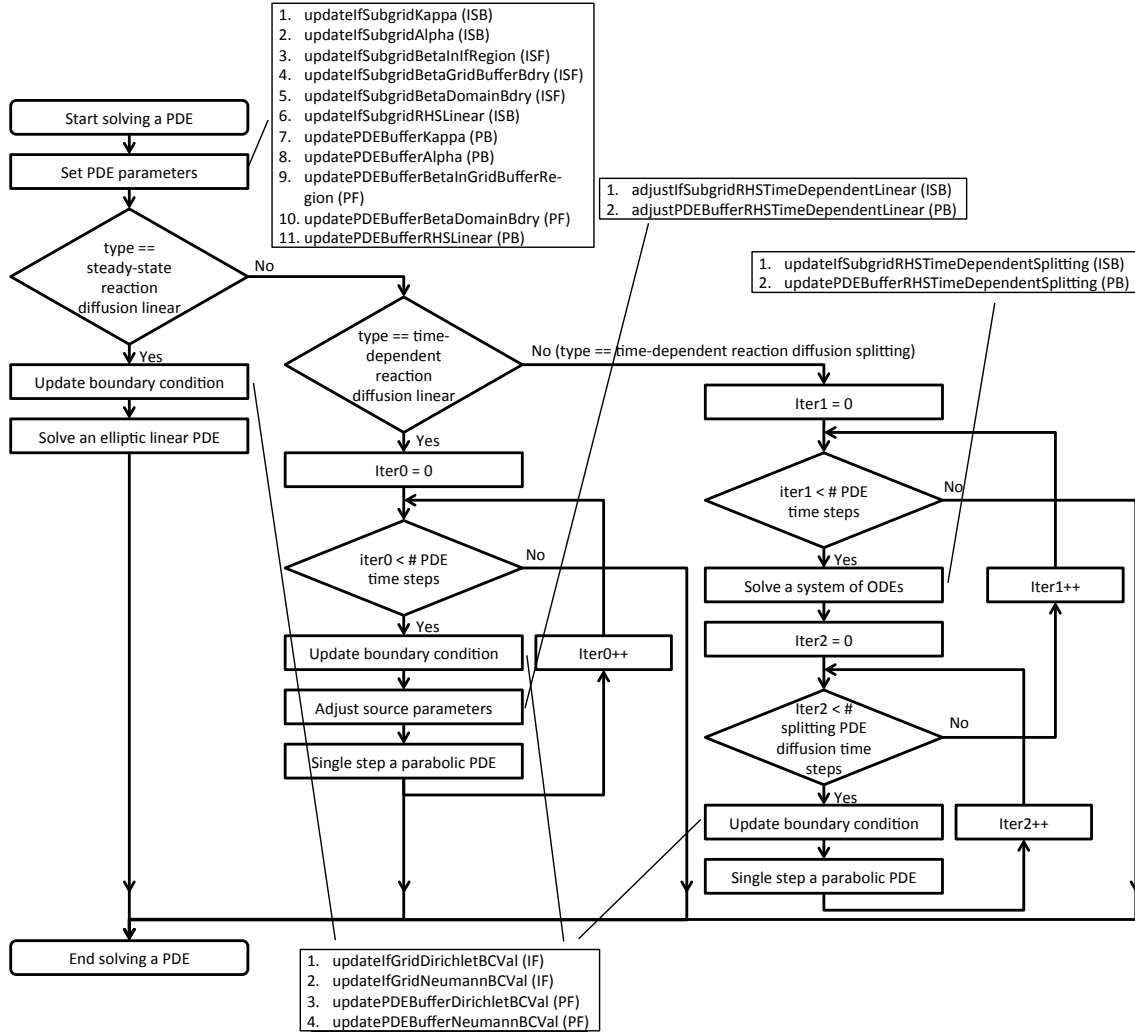 1. updateIfSubgridKappa (ISB)
2. updateIfSubgridAlpha (ISB)
3. updateIfSubgridBetaInIfRegion (ISF)
4. updateIfSubgridBetaGridBufferBdry (ISF)
5. updateIfSubgridBetaDomainBdry (ISF)
6. updateIfSubgridRHSLinear (ISB)
7. updatePDEBufferKappa (PB)
8. updatePDEBufferAlpha (PB)
9. updatePDEBufferBetaInGridBufferRe-
gion (PF)
10. updatePDEBufferBetaDomainBdry (PF)
11. updatePDEBufferRHSLinear (PB)
Start solving a PDE
Set PDE parameters
type ==
steady-state
reaction
diffusion linear
No
Yes
Update boundary condition
Solve an elliptic linear PDE
1. adjustIfSubgridRHSTimeDependentLinear (ISB)
2. adjustPDEBufferRHSTimeDependentLinear (PB)
type == time-
dependent
reaction
diffusion linear
No (type == time-dependent reaction diffusion splitting)
Yes
Iter0 = 0
iter0 < # PDE
time steps
No
Yes
Update boundary condition
Iter0++
Adjust source parameters
Single step a parabolic PDE
1. updateIfSubgridRHSTimeDependentSplitting (ISB)
2. updatePDEBufferRHSTimeDependentSplitting (PB)
Iter1 = 0
iter1 < # PDE
time steps
No
Yes
Solve a system of ODEs
Iter1++
Iter2 = 0
Iter2 < #
splitting PDE
diffusion time
steps
No
Yes
Update boundary condition
Iter2++
Single step a parabolic PDE
End solving a PDE
1. updateIfGridDirichletBCVal (IF)
2. updateIfGridNeumannBCVal (IF)
3. updatePDEBufferDirichletBCVal (PF)
4. updatePDEBufferNeumannBCVal (PF)